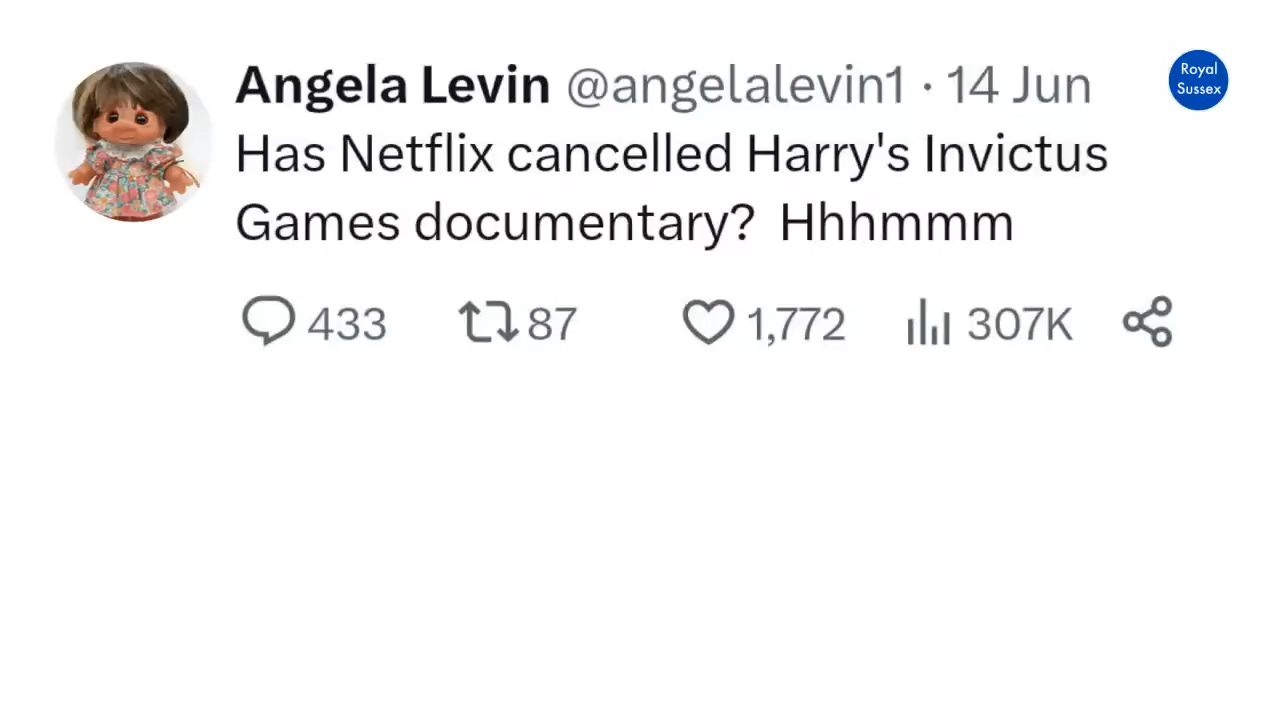 Angela Levin @angelalevin1 · 14 Jun
Royal
Sussex
Has Netflix cancelled Harry's Invictus
Games documentary?  Hhhmmm
433 87 1,772 307K